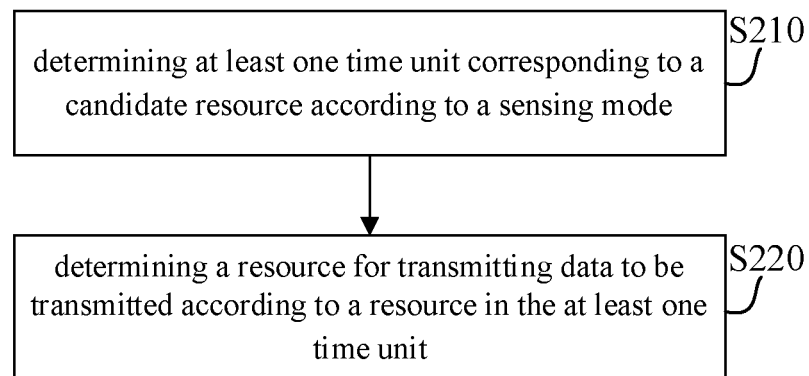 S210
determining at least one time unit corresponding to a
candidate resource according to a sensing mode
S220
determining a resource for transmitting data to be
transmitted according to a resource in the at least one
time unit